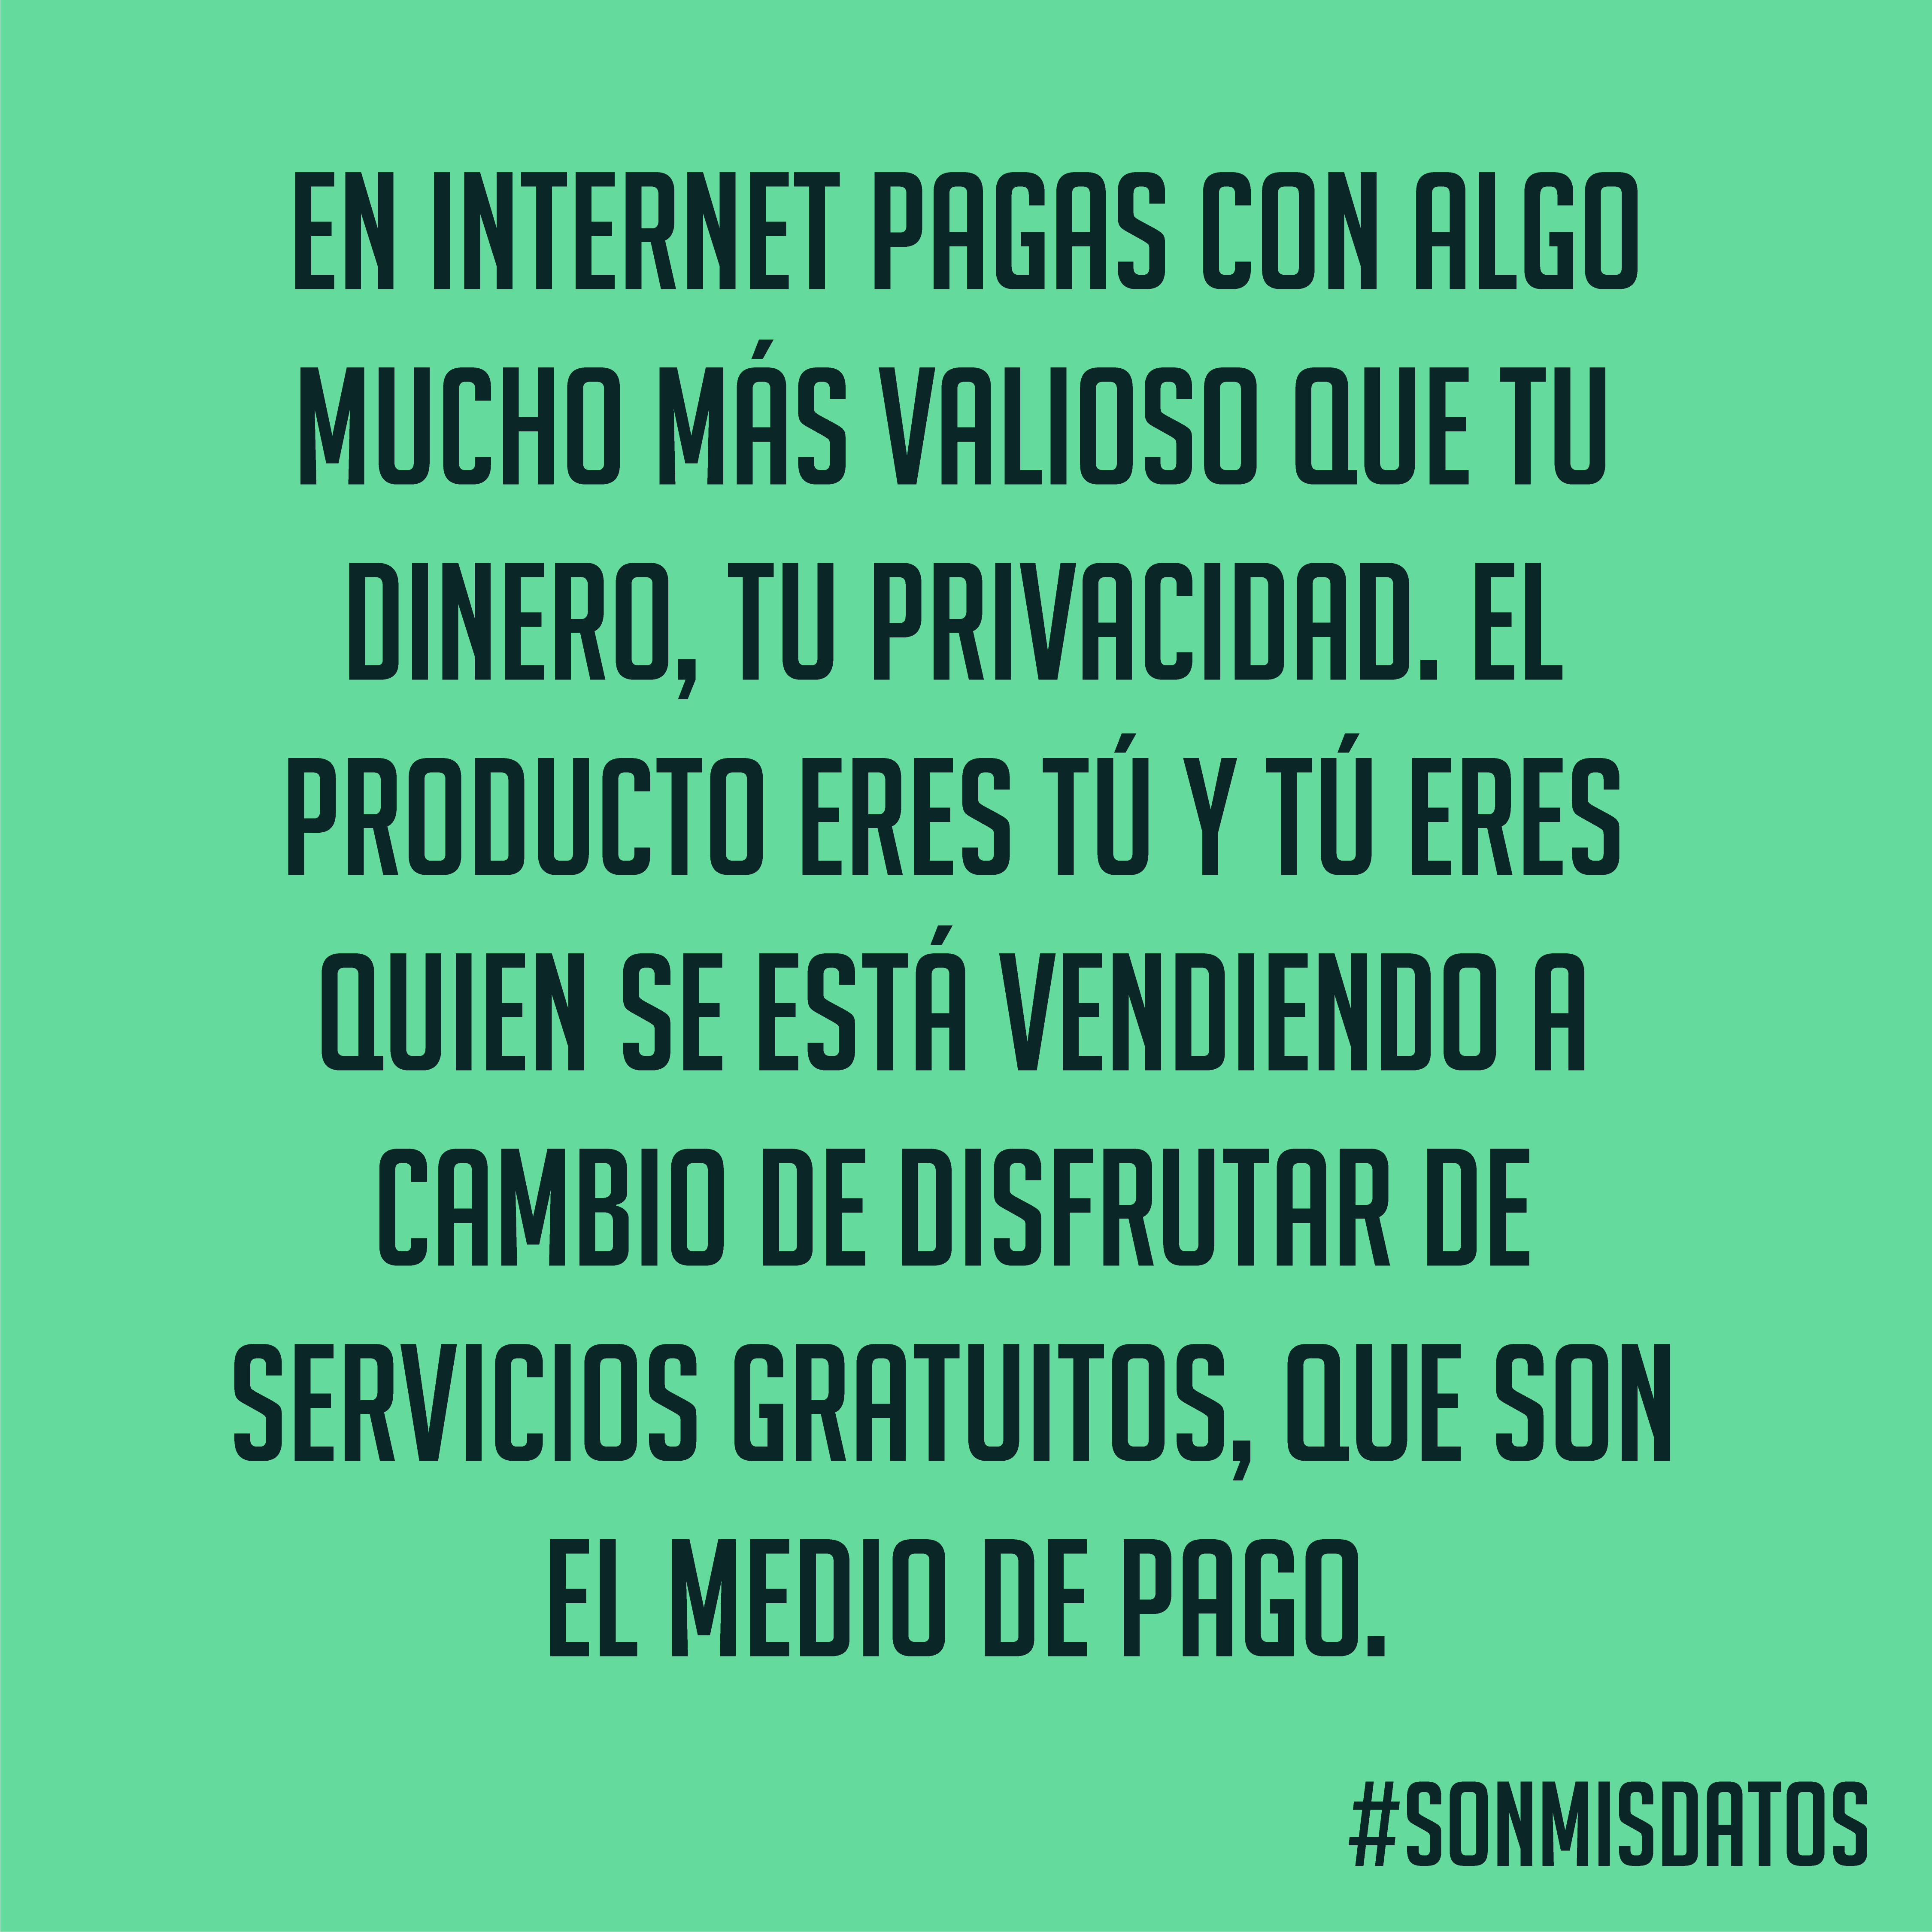 EN INTERNET PAGAS CON ALGO
MUCHO MÁS VALIOSO QUE TU
DINERO, TU PRIVACIDAD. EL
PRODUCTO ERES TÚ Y TÚ ERES
QUIEN SE ESTÁ VENDIENDO A
CAMBIO DE DISFRUTAR DE
SERVICIOS GRATUITOS, QUE SON
EL MEDIO DE PAGO.
#SONMISDATOS